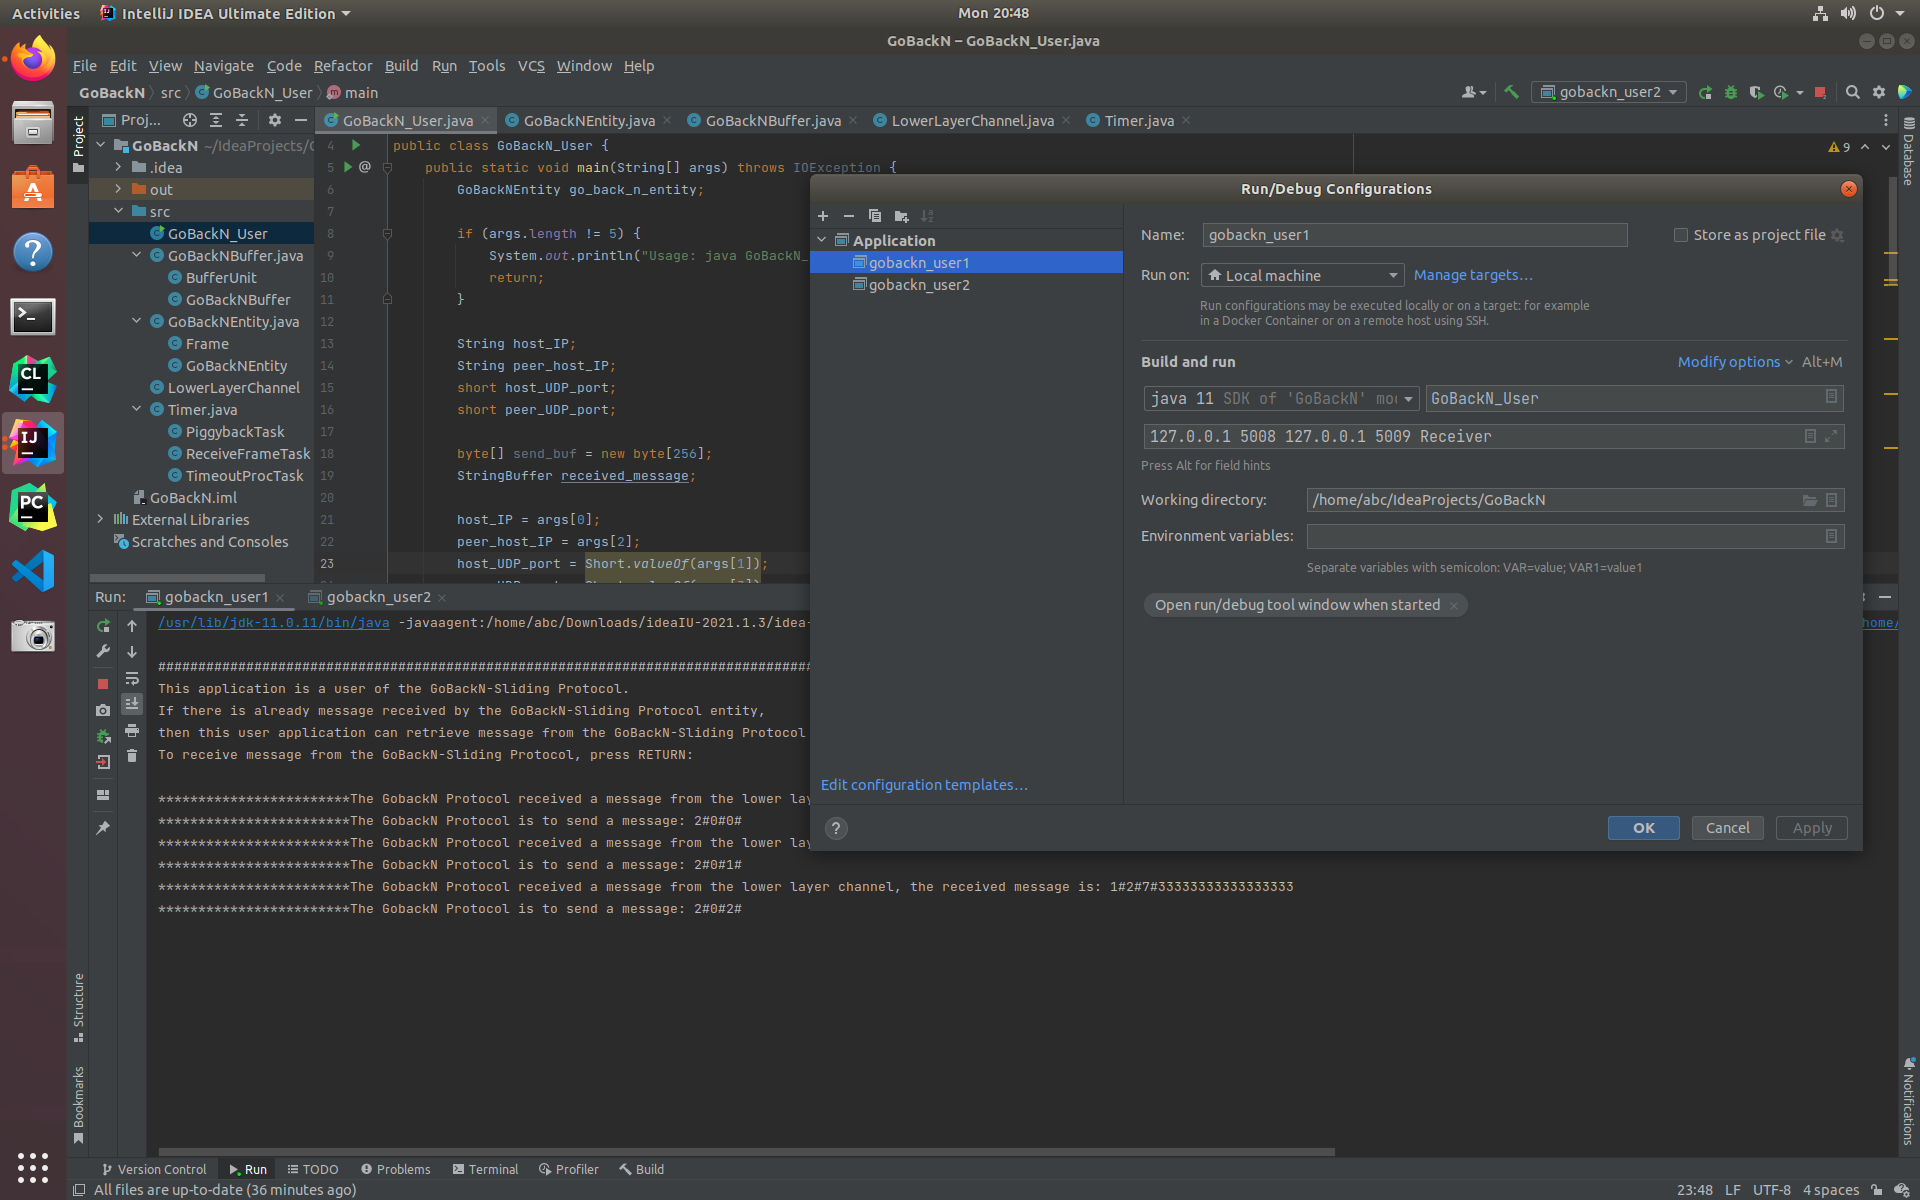 Activities IntelliJ IDEA Ultimate Edition Mon 20:48
GoBackN – GoBackN_User.java
File Edit View Navigate Code Refactor Build Run Tools VCS Window Help
GoBackN src GoBackN_User main gobackn_user2
Project Proj... GoBackN_User.java GoBackNEntity.java GoBackNBuffer.java LowerLayerChannel.java Timer.java Database
GoBackN ~/IdeaProjects/
.idea
out
src
GoBackN_User
GoBackNBuffer.java
BufferUnit
GoBackNBuffer
GoBackNEntity.java
Frame
GoBackNEntity
LowerLayerChannel
Timer.java
PiggybackTask
ReceiveFrameTask
TimeoutProcTask
GoBackN.iml
External Libraries
Scratches and Consoles
9
4 public class GoBackN_User {
5 @ public static void main(String[] args) throws IOException {
6 GoBackNEntity go_back_n_entity;
7
8 if (args.length != 5) {
9 System.out.println("Usage: java GoBackN_
10 return;
11 }
12
13 String host_IP;
14 String peer_host_IP;
15 short host_UDP_port;
16 short peer_UDP_port;
17
18 byte[] send_buf = new byte[256];
19 StringBuffer received_message;
20
21 host_IP = args[0];
22 peer_host_IP = args[2];
23 host_UDP_port = Short.valueOf(args[1]);
Run/Debug Configurations
Application
gobackn_user1
gobackn_user2
Edit configuration templates...
Name: gobackn_user1 Store as project file
Run on: Local machine Manage targets...
Run configurations may be executed locally or on a target: for example
in a Docker Container or on a remote host using SSH.
Build and run Modify options Alt+M
java 11 SDK of 'GoBackN' mo GoBackN_User
127.0.0.1 5008 127.0.0.1 5009 Receiver
Press Alt for field hints
Working directory: /home/abc/IdeaProjects/GoBackN
Environment variables:
Separate variables with semicolon: VAR=value; VAR1=value1
Open run/debug tool window when started
? OK Cancel Apply
Run: gobackn_user1 gobackn_user2
/usr/lib/jdk-11.0.11/bin/java -javaagent:/home/abc/Downloads/ideaIU-2021.1.3/idea- home/
##################################################################################
This application is a user of the GoBackN-Sliding Protocol.
If there is already message received by the GoBackN-Sliding Protocol entity,
then this user application can retrieve message from the GoBackN-Sliding Protocol
To receive message from the GoBackN-Sliding Protocol, press RETURN:
************************The GobackN Protocol received a message from the lower lay
************************The GobackN Protocol is to send a message: 2#0#0#
************************The GobackN Protocol received a message from the lower lay
************************The GobackN Protocol is to send a message: 2#0#1#
************************The GobackN Protocol received a message from the lower layer channel, the received message is: 1#2#7#33333333333333333
************************The GobackN Protocol is to send a message: 2#0#2#
Structure
Bookmarks
Notifications
Version Control Run TODO Problems Terminal Profiler Build
All files are up-to-date (36 minutes ago) 23:48 LF UTF-8 4 spaces
CL
IJ
PC